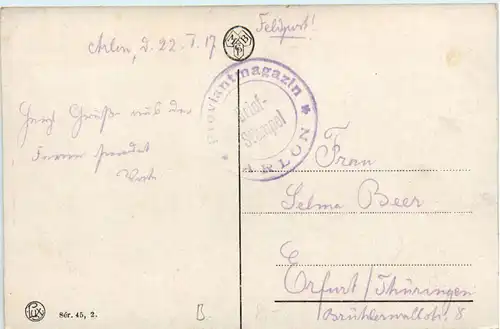 Arlon, d. 22. I. 17
Feldpost!
Proviantmagazin
Brief-
Stempel
* ARLON *
Herzl. Grüße aus der
Ferne sendet
Frau
Selma Beer
Erfurt/Thüringen
Brühlerwallstr. 8
LUX
Sér. 45, 2.
B